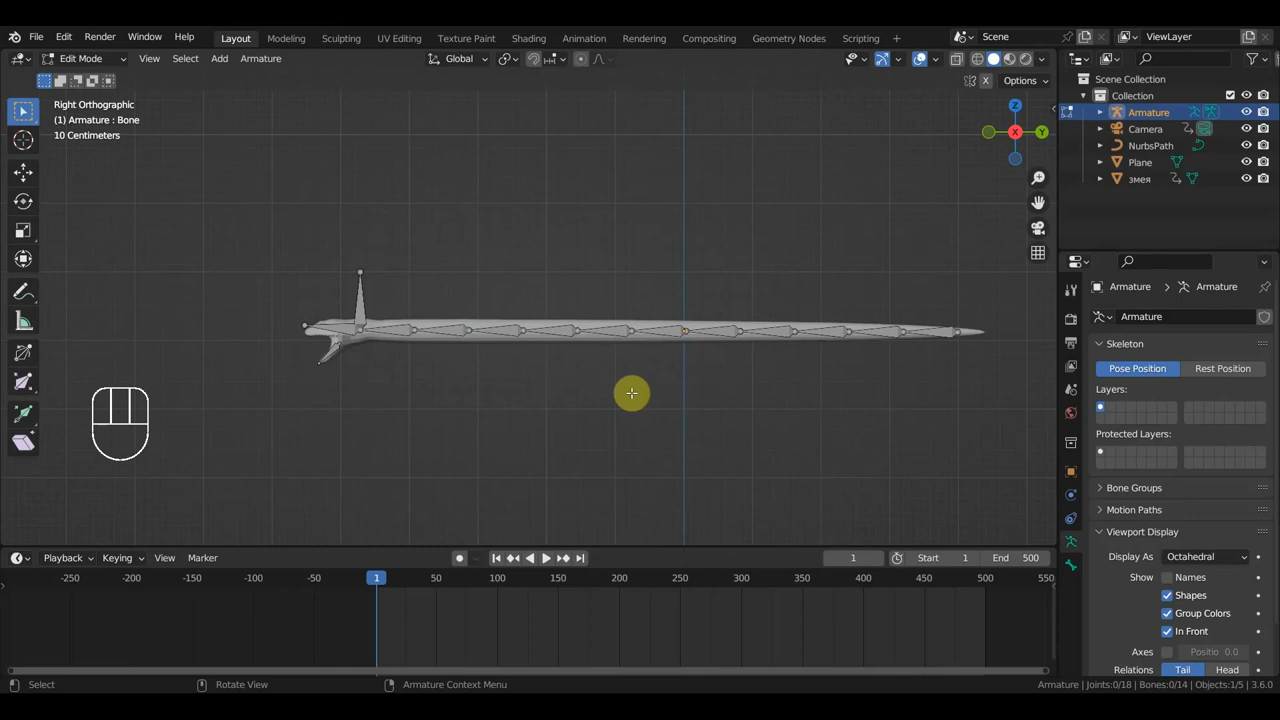 File Edit Render Window Help Layout Modeling Sculpting UV Editing Texture Paint Shading Animation Rendering Compositing Geometry Nodes Scripting + Scene ViewLayer
Edit Mode View Select Add Armature Global
X Options
Right Orthographic
(1) Armature : Bone
10 Centimeters
Z
Y
X
Scene Collection
Collection
Armature
Camera
NurbsPath
Plane
змея
Armature Armature
Armature
Skeleton
Pose Position Rest Position
Layers:
Protected Layers:
Bone Groups
Motion Paths
Viewport Display
Display As Octahedral
Show Names
Shapes
Group Colors
In Front
Axes Positio 0.0
Relations Tail Head
Playback Keying View Marker 1 Start 1 End 500
-250 -200 -150 -100 -50 1 50 100 150 200 250 300 350 400 450 500 550
Select Rotate View Armature Context Menu Armature | Joints:0/18 | Bones:0/14 | Objects:1/5 | 3.6.0